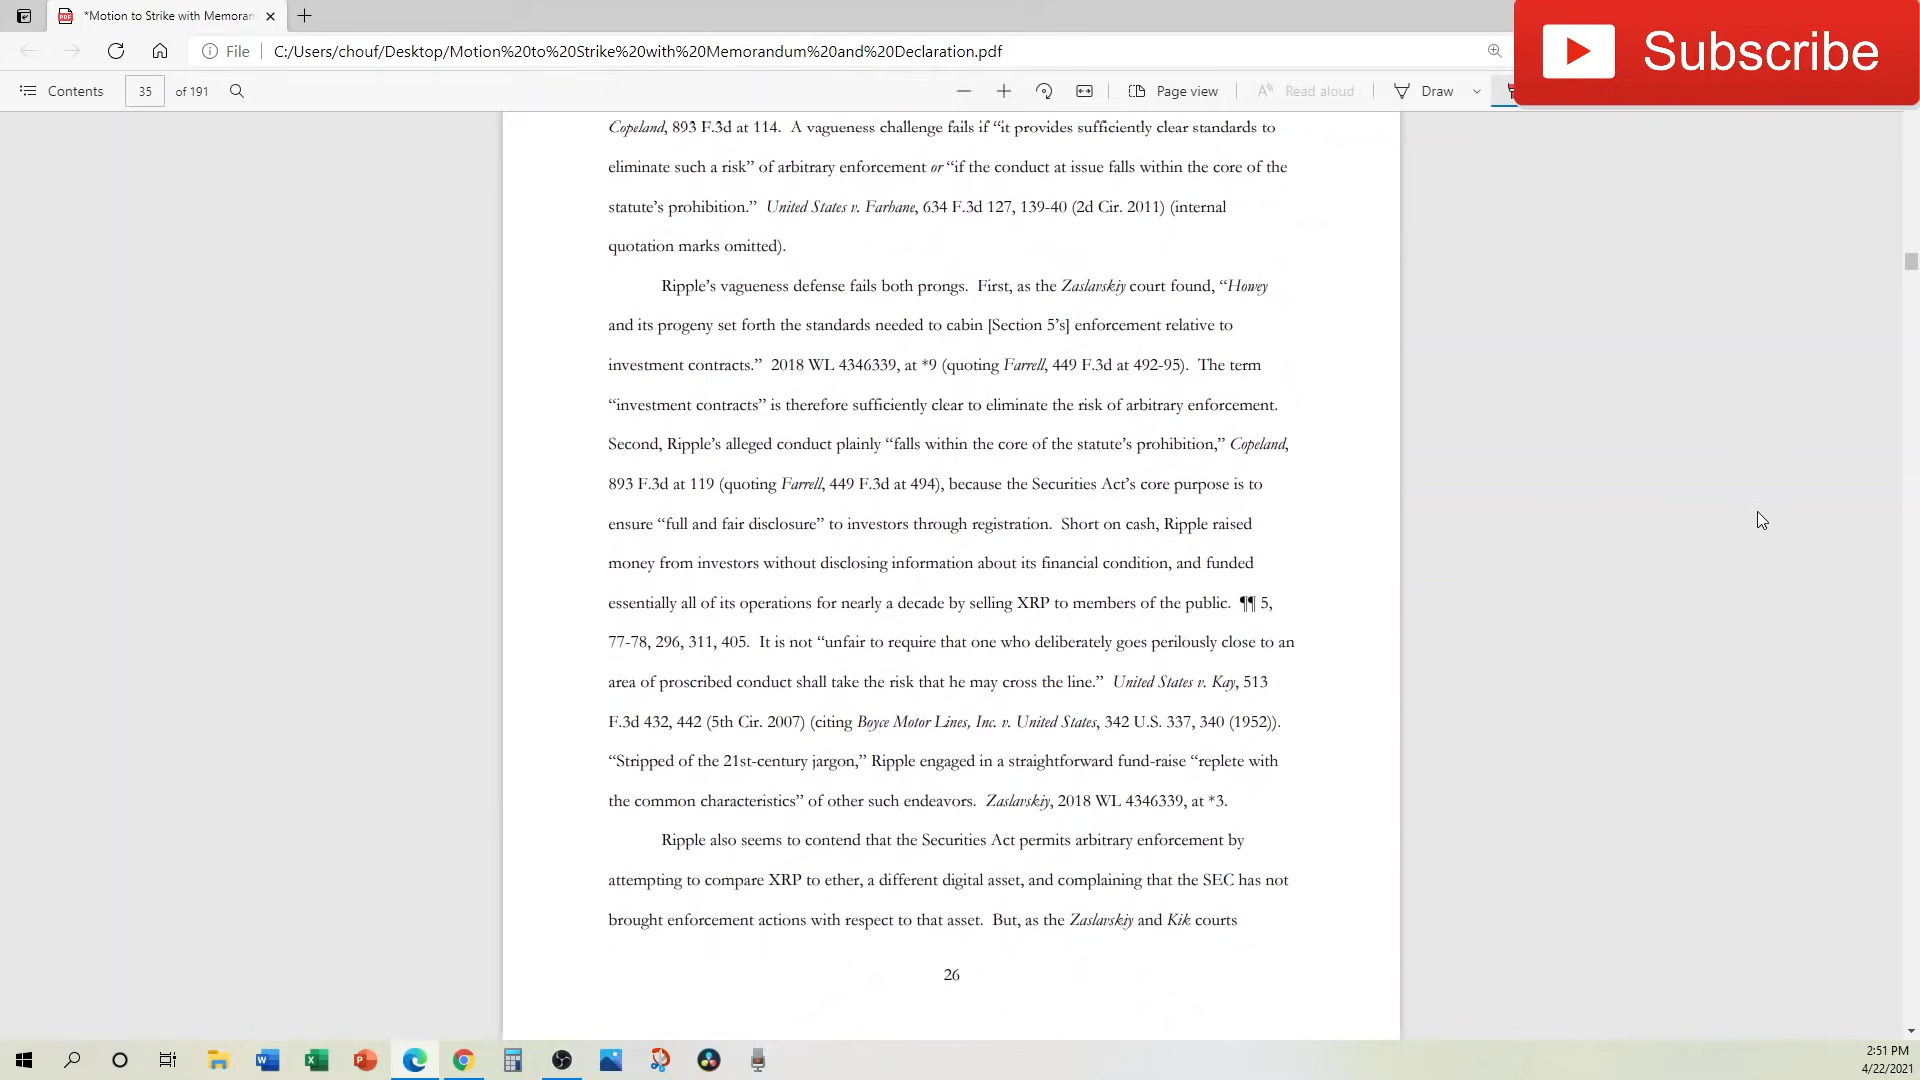 *Motion to Strike with Memoran
File
C:/Users/chouf/Desktop/Motion%20to%20Strike%20with%20Memorandum%20and%20Declaration.pdf
Subscribe
Contents
35
of 191
Page view
Read aloud
Draw
Copeland, 893 F.3d at 114. A vagueness challenge fails if “it provides sufficiently clear standards to
eliminate such a risk” of arbitrary enforcement or “if the conduct at issue falls within the core of the
statute’s prohibition.” United States v. Farhane, 634 F.3d 127, 139-40 (2d Cir. 2011) (internal
quotation marks omitted).
Ripple’s vagueness defense fails both prongs. First, as the Zaslavskiy court found, “Howey
and its progeny set forth the standards needed to cabin [Section 5’s] enforcement relative to
investment contracts.” 2018 WL 4346339, at *9 (quoting Farrell, 449 F.3d at 492-95). The term
“investment contracts” is therefore sufficiently clear to eliminate the risk of arbitrary enforcement.
Second, Ripple’s alleged conduct plainly “falls within the core of the statute’s prohibition,” Copeland,
893 F.3d at 119 (quoting Farrell, 449 F.3d at 494), because the Securities Act’s core purpose is to
ensure “full and fair disclosure” to investors through registration. Short on cash, Ripple raised
money from investors without disclosing information about its financial condition, and funded
essentially all of its operations for nearly a decade by selling XRP to members of the public. ¶¶ 5,
77-78, 296, 311, 405. It is not “unfair to require that one who deliberately goes perilously close to an
area of proscribed conduct shall take the risk that he may cross the line.” United States v. Kay, 513
F.3d 432, 442 (5th Cir. 2007) (citing Boyce Motor Lines, Inc. v. United States, 342 U.S. 337, 340 (1952)).
“Stripped of the 21st-century jargon,” Ripple engaged in a straightforward fund-raise “replete with
the common characteristics” of other such endeavors. Zaslavskiy, 2018 WL 4346339, at *3.
Ripple also seems to contend that the Securities Act permits arbitrary enforcement by
attempting to compare XRP to ether, a different digital asset, and complaining that the SEC has not
brought enforcement actions with respect to that asset. But, as the Zaslavskiy and Kik courts
26
2:51 PM
4/22/2021